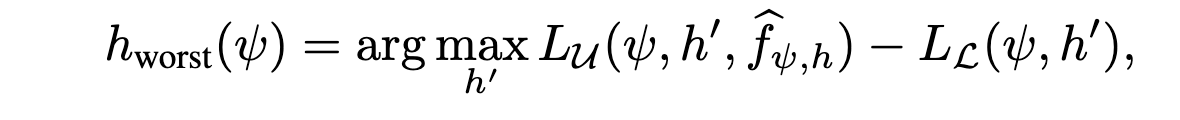 h_worst(ψ) = arg max_{h′} L_𝒰(ψ, h′, f̂_{ψ,h}) − L_ℒ(ψ, h′),